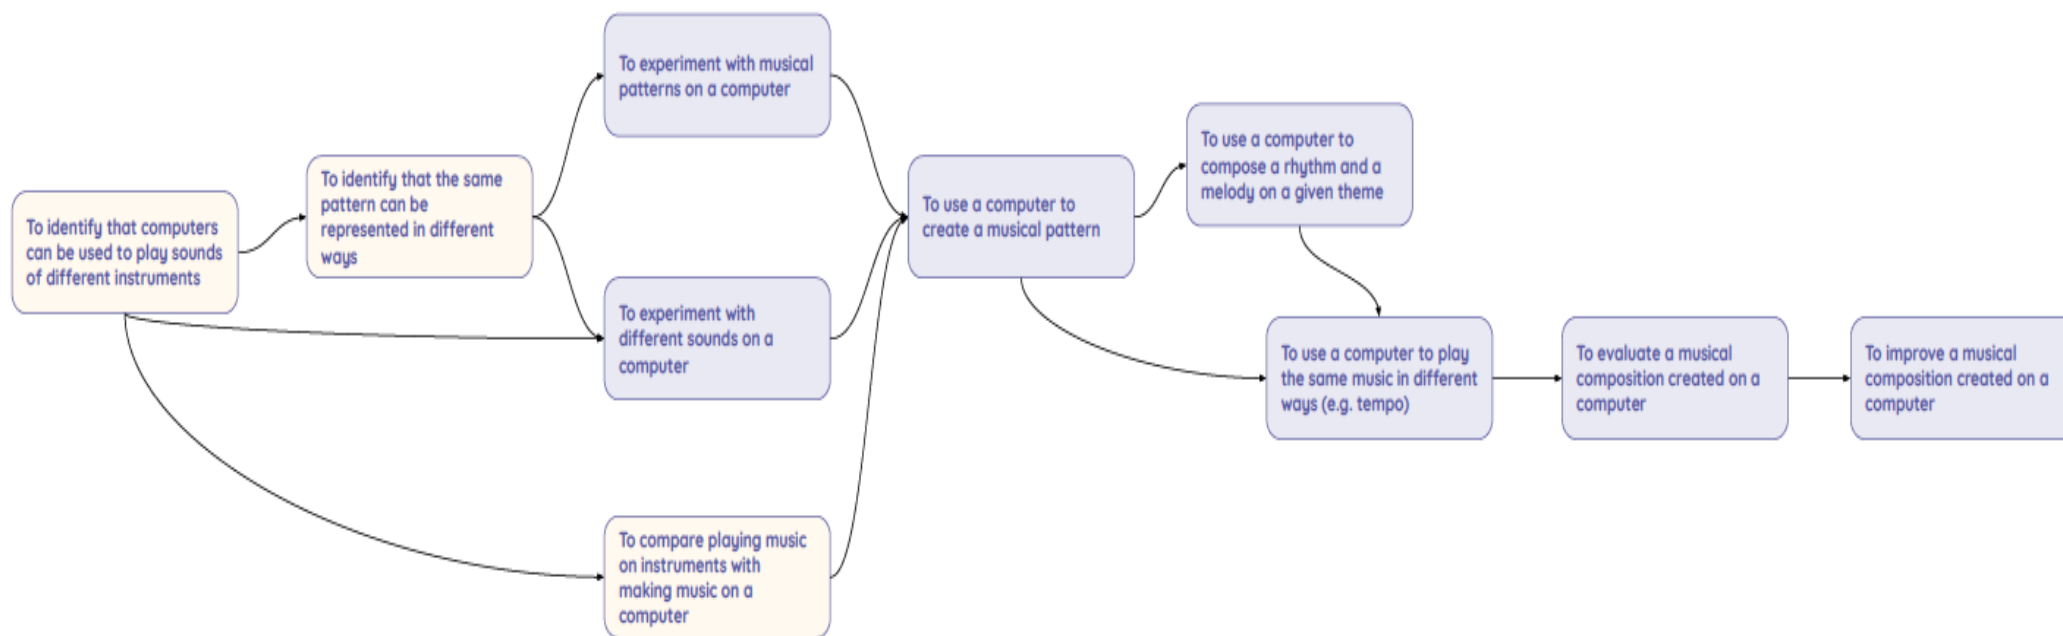 To identify that computers
can be used to play sounds
of different instruments
To identify that the same
pattern can be
represented in different
ways
To experiment with musical
patterns on a computer
To experiment with
different sounds on a
computer
To compare playing music
on instruments with
making music on a
computer
To use a computer to
create a musical pattern
To use a computer to
compose a rhythm and a
melody on a given theme
To use a computer to play
the same music in different
ways (e.g. tempo)
To evaluate a musical
composition created on a
computer
To improve a musical
composition created on a
computer